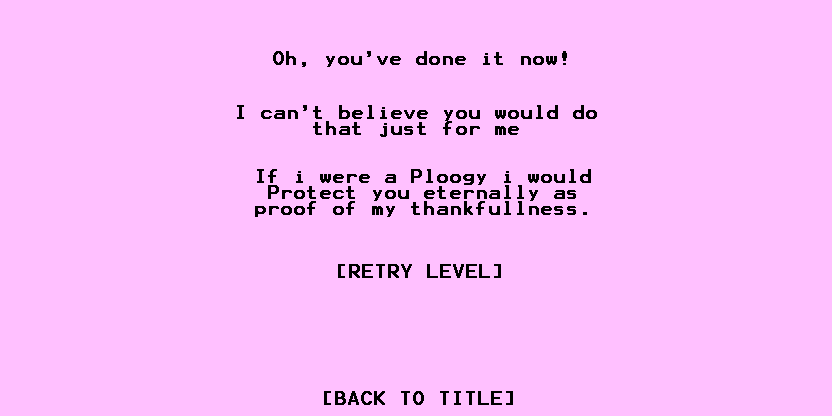 Oh, you've done it now!
I can't believe you would do
that just for me
If i were a Ploogy i would
Protect you eternally as
proof of my thankfullness.
[RETRY LEVEL]
[BACK TO TITLE]